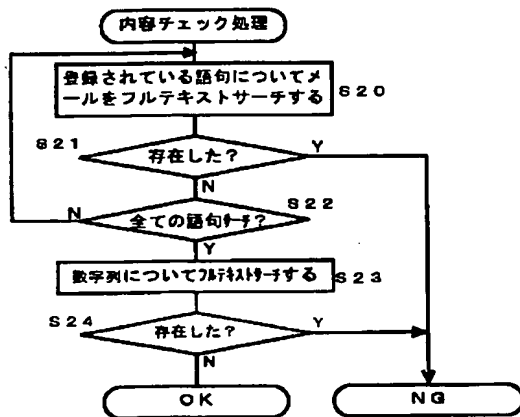 内容チェック処理
登録されている語句についてメ
ールをフルテキストサーチする
S20
S21
存在した?
Y
N
S22
N
全ての語句サーチ?
Y
数字列についてフルテキストサーチする
S23
S24
存在した?
Y
N
OK
NG